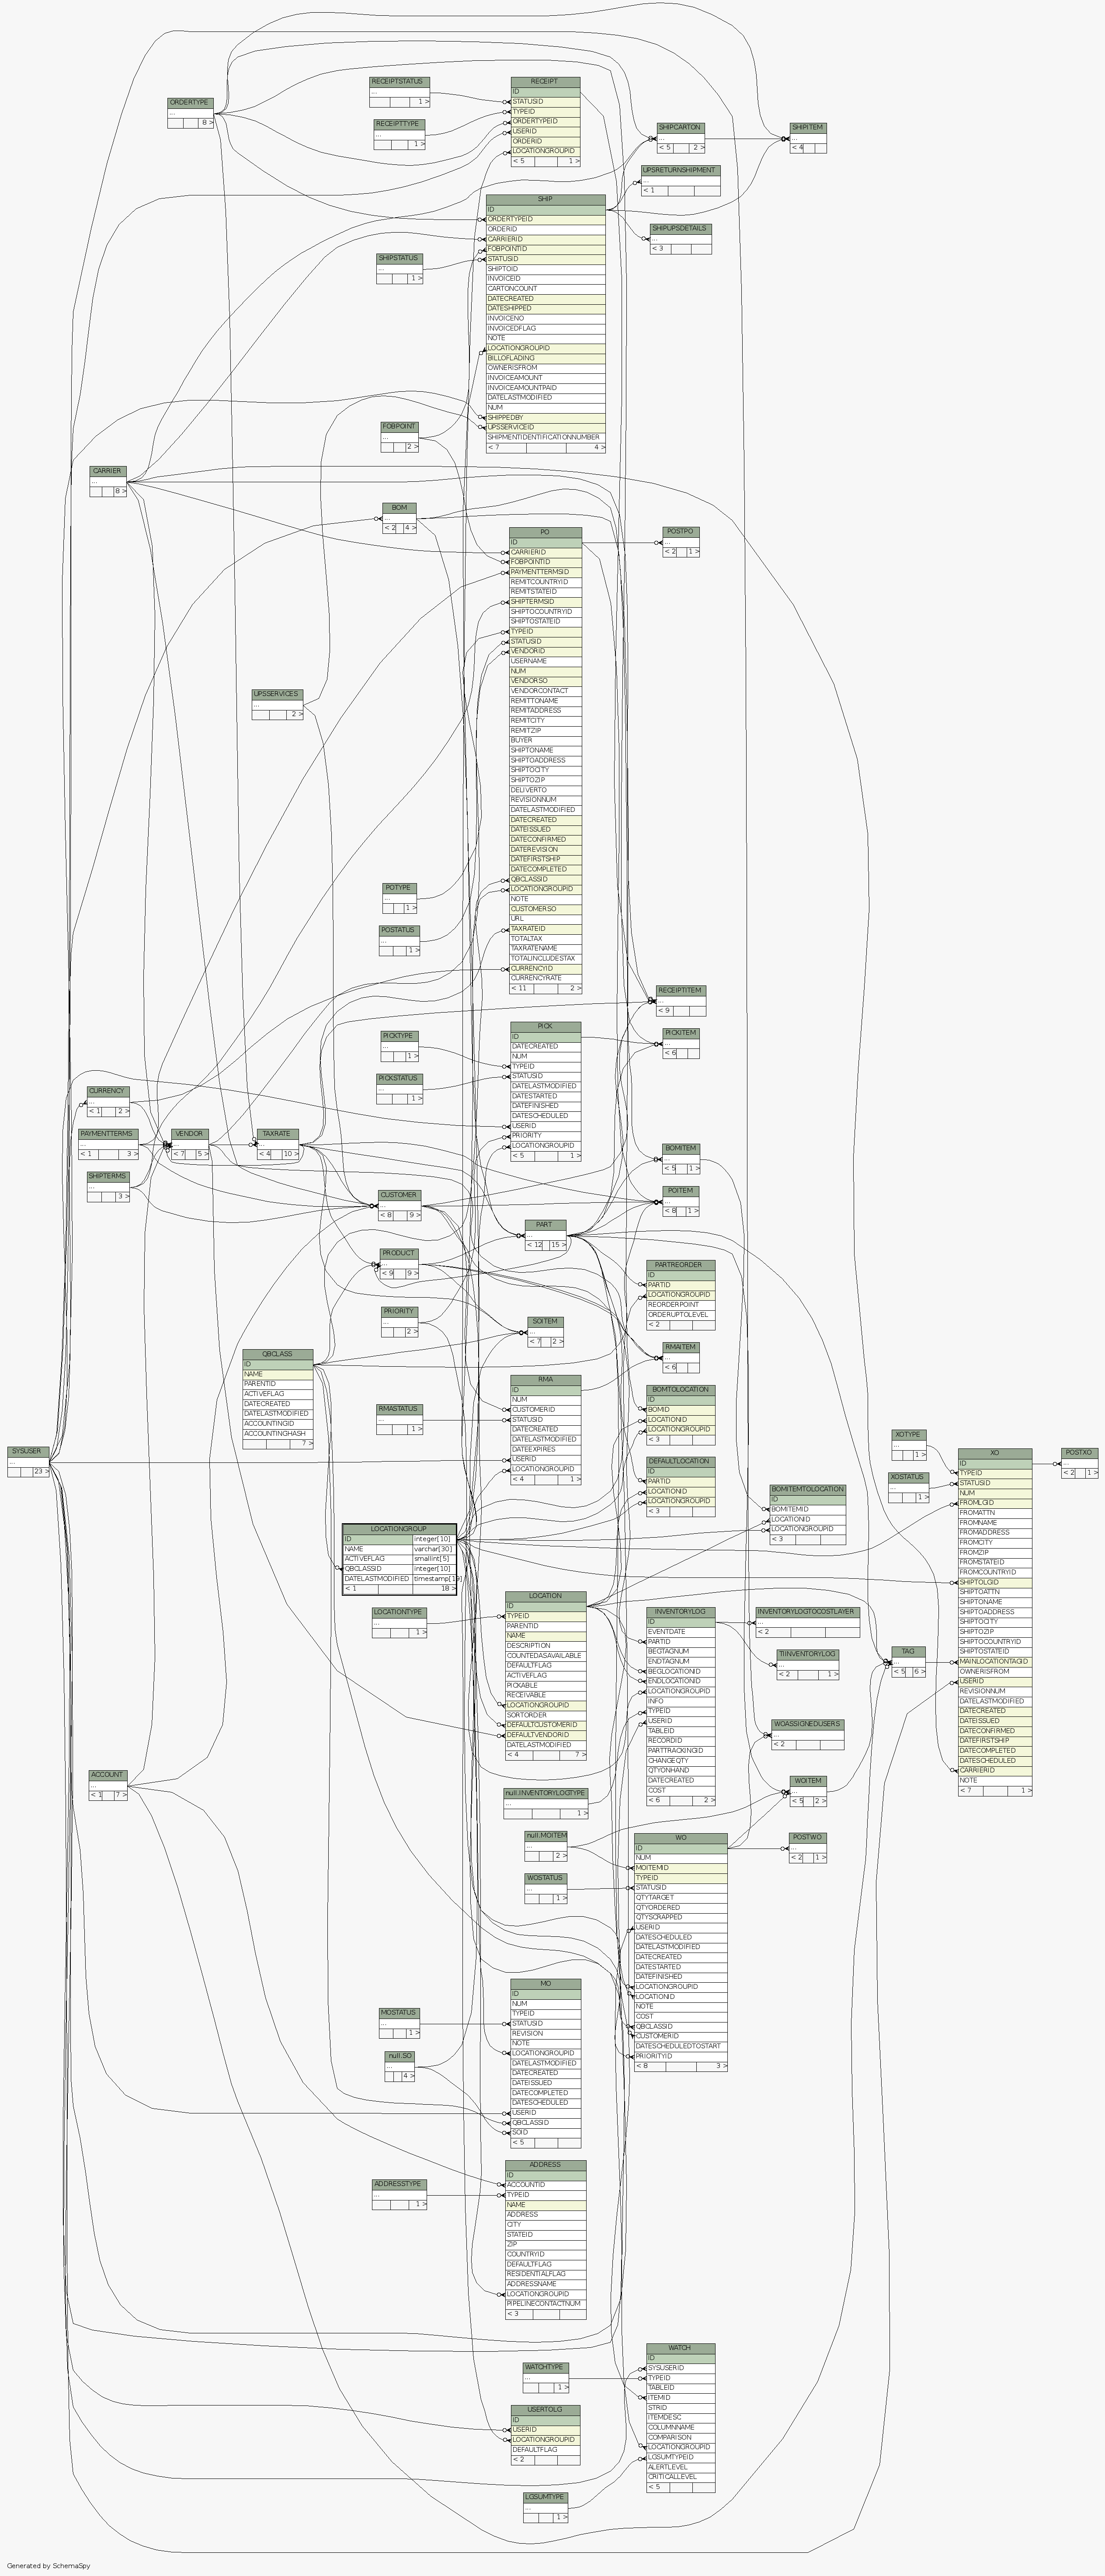 RECEIPTSTATUS
...
1 >
RECEIPTTYPE
...
1 >
ORDERTYPE
...
8 >
RECEIPT
ID
STATUSID
TYPEID
ORDERTYPEID
USERID
ORDERID
LOCATIONGROUPID
< 5 1 >
SHIPCARTON
...
< 5 2 >
SHIPITEM
...
< 4
UPSRETURNSHIPMENT
...
< 1
SHIPUPSDETAILS
...
< 3
SHIP
ID
ORDERTYPEID
ORDERID
CARRIERID
FOBPOINTID
STATUSID
SHIPTOID
INVOICEID
CARTONCOUNT
DATECREATED
DATESHIPPED
INVOICENO
INVOICEDFLAG
NOTE
LOCATIONGROUPID
BILLOFLADING
OWNERISFROM
INVOICEAMOUNT
INVOICEAMOUNTPAID
DATELASTMODIFIED
NUM
SHIPPEDBY
UPSSERVICEID
SHIPMENTIDENTIFICATIONNUMBER
< 7 4 >
SHIPSTATUS
...
1 >
FOBPOINT
...
2 >
CARRIER
...
8 >
BOM
...
< 2 4 >
PO
ID
CARRIERID
FOBPOINTID
PAYMENTTERMSID
REMITCOUNTRYID
REMITSTATEID
SHIPTERMSID
SHIPTOCOUNTRYID
SHIPTOSTATEID
TYPEID
STATUSID
VENDORID
USERNAME
NUM
VENDORSO
VENDORCONTACT
REMITTONAME
REMITADDRESS
REMITCITY
REMITZIP
BUYER
SHIPTONAME
SHIPTOADDRESS
SHIPTOCITY
SHIPTOZIP
DELIVERTO
REVISIONNUM
DATELASTMODIFIED
DATECREATED
DATEISSUED
DATECONFIRMED
DATEREVISION
DATEFIRSTSHIP
DATECOMPLETED
QBCLASSID
LOCATIONGROUPID
NOTE
CUSTOMERSO
URL
TAXRATEID
TOTALTAX
TAXRATENAME
TOTALINCLUDESTAX
CURRENCYID
CURRENCYRATE
< 11 2 >
POSTPO
...
< 2 1 >
UPSSERVICES
...
2 >
POTYPE
...
1 >
POSTATUS
...
1 >
RECEIPTITEM
...
< 9
PICKITEM
...
< 6
PICKTYPE
...
1 >
PICKSTATUS
...
1 >
PICK
ID
DATECREATED
NUM
TYPEID
STATUSID
DATELASTMODIFIED
DATESTARTED
DATEFINISHED
DATESCHEDULED
USERID
PRIORITY
LOCATIONGROUPID
< 5 1 >
CURRENCY
...
< 1 2 >
PAYMENTTERMS
...
< 1 3 >
SHIPTERMS
...
3 >
VENDOR
...
< 7 5 >
TAXRATE
...
< 4 10 >
CUSTOMER
...
< 8 9 >
BOMITEM
...
< 5 1 >
POITEM
...
< 8 1 >
PART
...
< 12 15 >
PRODUCT
...
< 9 9 >
PRIORITY
...
2 >
SOITEM
...
< 7 2 >
PARTREORDER
ID
PARTID
LOCATIONGROUPID
REORDERPOINT
ORDERUPTOLEVEL
< 2
RMAITEM
...
< 6
QBCLASS
ID
NAME
PARENTID
ACTIVEFLAG
DATECREATED
DATELASTMODIFIED
ACCOUNTINGID
ACCOUNTINGHASH
7 >
RMASTATUS
...
1 >
RMA
ID
NUM
CUSTOMERID
STATUSID
DATECREATED
DATELASTMODIFIED
DATEEXPIRES
USERID
LOCATIONGROUPID
< 4 1 >
BOMTOLOCATION
ID
BOMID
LOCATIONID
LOCATIONGROUPID
< 3
DEFAULTLOCATION
ID
PARTID
LOCATIONID
LOCATIONGROUPID
< 3
BOMITEMTOLOCATION
ID
BOMITEMID
LOCATIONID
LOCATIONGROUPID
< 3
SYSUSER
...
23 >
XOTYPE
...
1 >
XOSTATUS
...
1 >
XO
ID
TYPEID
STATUSID
NUM
FROMLGID
FROMATTN
FROMNAME
FROMADDRESS
FROMCITY
FROMZIP
FROMSTATEID
FROMCOUNTRYID
SHIPTOLGID
SHIPTOATTN
SHIPTONAME
SHIPTOADDRESS
SHIPTOCITY
SHIPTOZIP
SHIPTOCOUNTRYID
SHIPTOSTATEID
MAINLOCATIONTAGID
OWNERISFROM
USERID
REVISIONNUM
DATELASTMODIFIED
DATECREATED
DATEISSUED
DATECONFIRMED
DATEFIRSTSHIP
DATECOMPLETED
DATESCHEDULED
CARRIERID
NOTE
< 7 1 >
POSTXO
...
< 2 1 >
LOCATIONGROUP
ID integer[10]
NAME varchar[30]
ACTIVEFLAG smallint[5]
QBCLASSID integer[10]
DATELASTMODIFIED timestamp[19]
< 1 18 >
LOCATIONTYPE
...
1 >
LOCATION
ID
TYPEID
PARENTID
NAME
DESCRIPTION
COUNTEDASAVAILABLE
DEFAULTFLAG
ACTIVEFLAG
PICKABLE
RECEIVABLE
LOCATIONGROUPID
SORTORDER
DEFAULTCUSTOMERID
DEFAULTVENDORID
DATELASTMODIFIED
< 4 7 >
INVENTORYLOG
ID
EVENTDATE
PARTID
BEGTAGNUM
ENDTAGNUM
BEGLOCATIONID
ENDLOCATIONID
LOCATIONGROUPID
INFO
TYPEID
USERID
TABLEID
RECORDID
PARTTRACKINGID
CHANGEQTY
QTYONHAND
DATECREATED
COST
< 6 2 >
INVENTORYLOGTOCOSTLAYER
...
< 2
TIINVENTORYLOG
...
< 2 1 >
TAG
...
< 5 6 >
WOASSIGNEDUSERS
...
< 2
ACCOUNT
...
< 1 7 >
null.INVENTORYLOGTYPE
...
1 >
WOITEM
...
< 5 2 >
null.MOITEM
...
2 >
WOSTATUS
...
1 >
WO
ID
NUM
MOITEMID
TYPEID
STATUSID
QTYTARGET
QTYORDERED
QTYSCRAPPED
USERID
DATESCHEDULED
DATELASTMODIFIED
DATECREATED
DATESTARTED
DATEFINISHED
LOCATIONGROUPID
LOCATIONID
NOTE
COST
QBCLASSID
CUSTOMERID
DATESCHEDULEDTOSTART
PRIORITYID
< 8 3 >
POSTWO
...
< 2 1 >
MOSTATUS
...
1 >
null.SO
...
4 >
MO
ID
NUM
TYPEID
STATUSID
REVISION
NOTE
LOCATIONGROUPID
DATELASTMODIFIED
DATECREATED
DATEISSUED
DATECOMPLETED
DATESCHEDULED
USERID
QBCLASSID
SOID
< 5
ADDRESSTYPE
...
1 >
ADDRESS
ID
ACCOUNTID
TYPEID
NAME
ADDRESS
CITY
STATEID
ZIP
COUNTRYID
DEFAULTFLAG
RESIDENTIALFLAG
ADDRESSNAME
LOCATIONGROUPID
PIPELINECONTACTNUM
< 3
WATCHTYPE
...
1 >
WATCH
ID
SYSUSERID
TYPEID
TABLEID
ITEMID
STRID
ITEMDESC
COLUMNNAME
COMPARISON
LOCATIONGROUPID
LGSUMTYPEID
ALERTLEVEL
CRITICALLEVEL
< 5
USERTOLG
ID
USERID
LOCATIONGROUPID
DEFAULTFLAG
< 2
LGSUMTYPE
...
1 >
Generated by SchemaSpy